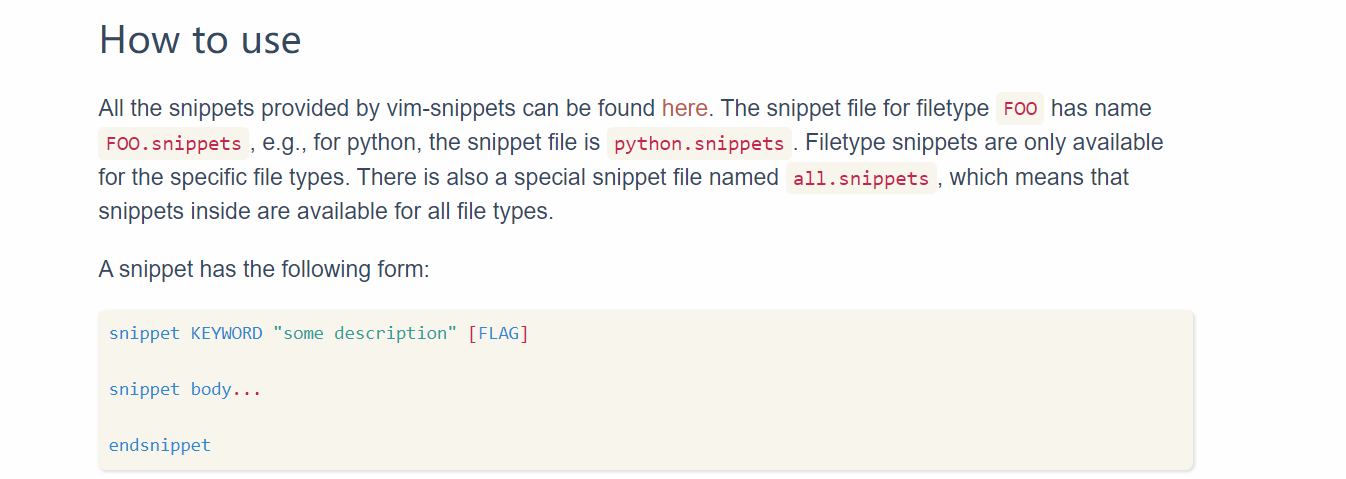 How to use
All the snippets provided by vim-snippets can be found here. The snippet file for filetype FOO has name
FOO.snippets, e.g., for python, the snippet file is python.snippets. Filetype snippets are only available
for the specific file types. There is also a special snippet file named all.snippets, which means that
snippets inside are available for all file types.
A snippet has the following form:
snippet KEYWORD "some description" [FLAG]
snippet body...
endsnippet